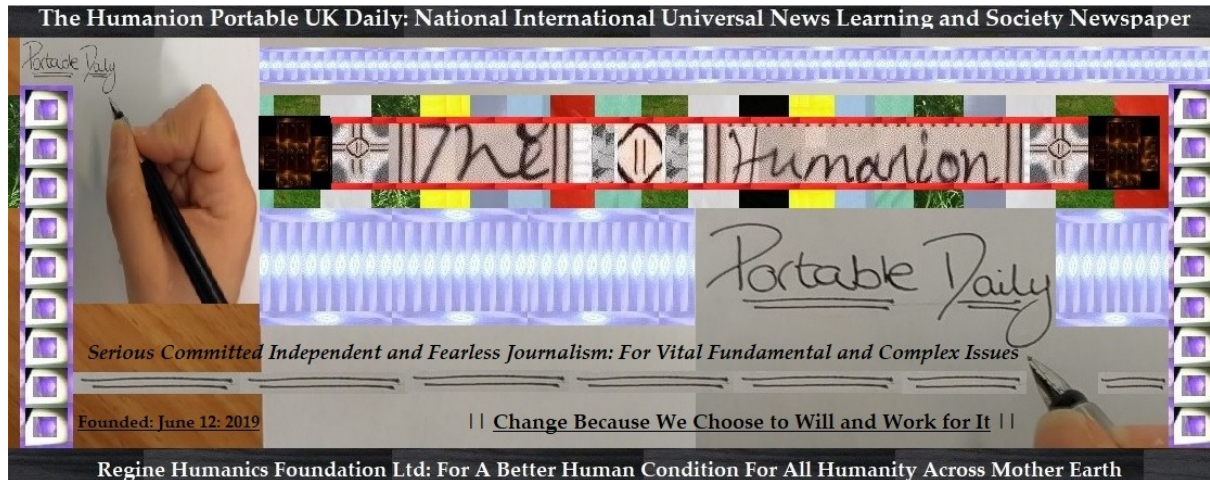 The Humanion Portable UK Daily: National International Universal News Learning and Society Newspaper
Portable Daily
The Humanion
Portable Daily
Serious Committed Independent and Fearless Journalism: For Vital Fundamental and Complex Issues
Founded: June 12: 2019
|| Change Because We Choose to Will and Work for It ||
Regine Humanics Foundation Ltd: For A Better Human Condition For All Humanity Across Mother Earth